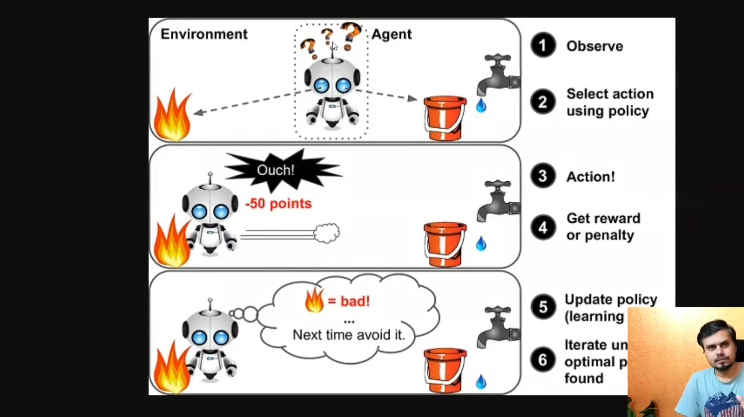 Environment
Agent
? ? ?
1 Observe
2 Select action
using policy
Ouch!
-50 points
3 Action!
4 Get reward
or penalty
= bad!
...
Next time avoid it.
5 Update policy
(learning
6 Iterate
optimal
found